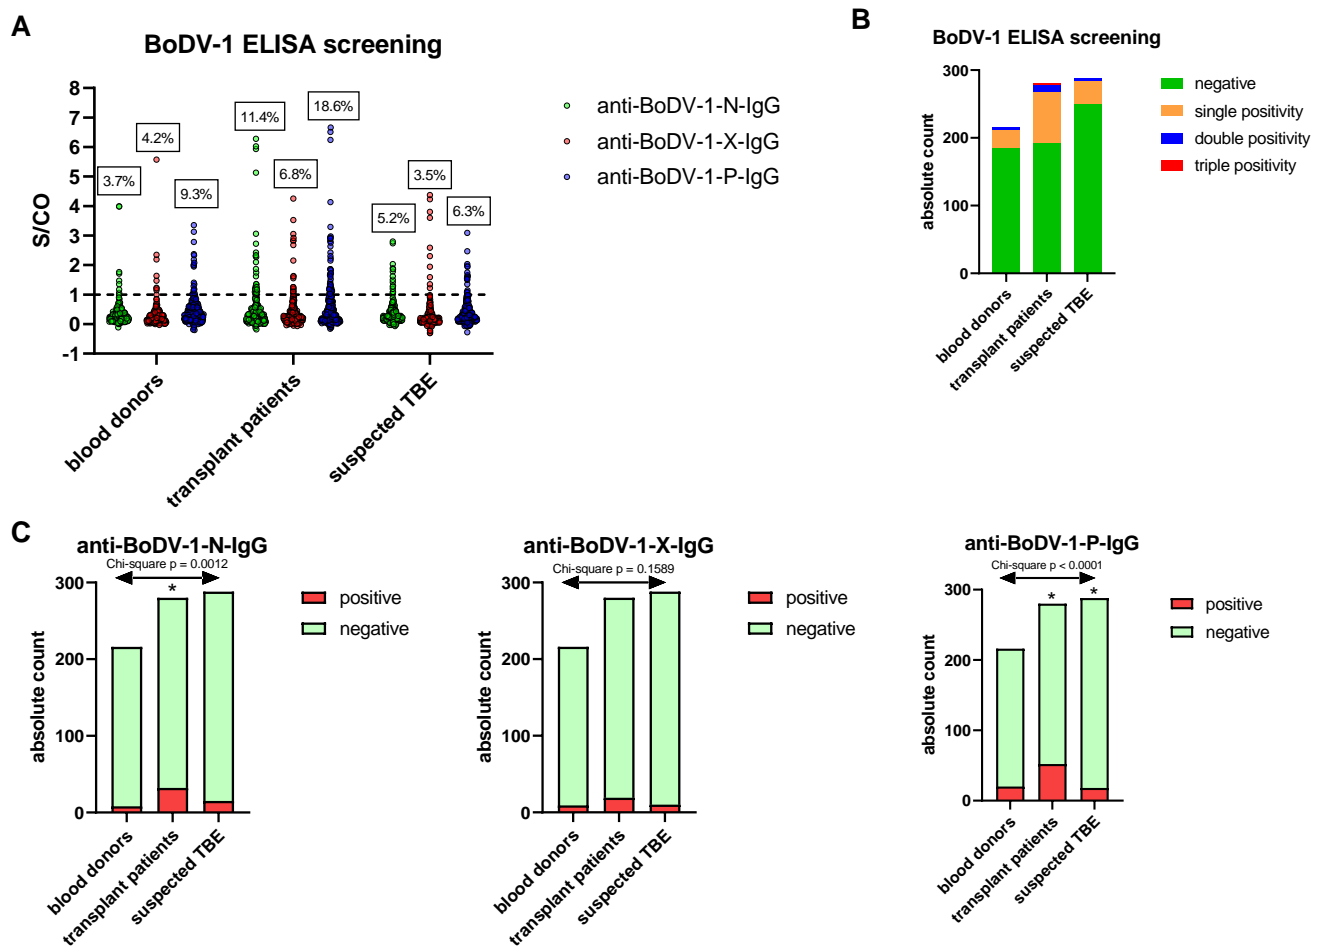 A
BoDV-1 ELISA screening
8
7
6
5
4
3
2
1
0
-1
S/CO
3.7%
4.2%
9.3%
11.4%
6.8%
18.6%
5.2%
3.5%
6.3%
blood donors
transplant patients
suspected TBE
anti-BoDV-1-N-IgG
anti-BoDV-1-X-IgG
anti-BoDV-1-P-IgG
B
BoDV-1 ELISA screening
300
200
100
0
absolute count
blood donors
transplant patients
suspected TBE
negative
single positivity
double positivity
triple positivity
C
anti-BoDV-1-N-IgG
Chi-square p = 0.0012
*
300
200
100
0
absolute count
blood donors
transplant patients
suspected TBE
positive
negative
anti-BoDV-1-X-IgG
Chi-square p = 0.1589
300
200
100
0
absolute count
blood donors
transplant patients
suspected TBE
positive
negative
anti-BoDV-1-P-IgG
Chi-square p < 0.0001
* *
300
200
100
0
absolute count
blood donors
transplant patients
suspected TBE
positive
negative